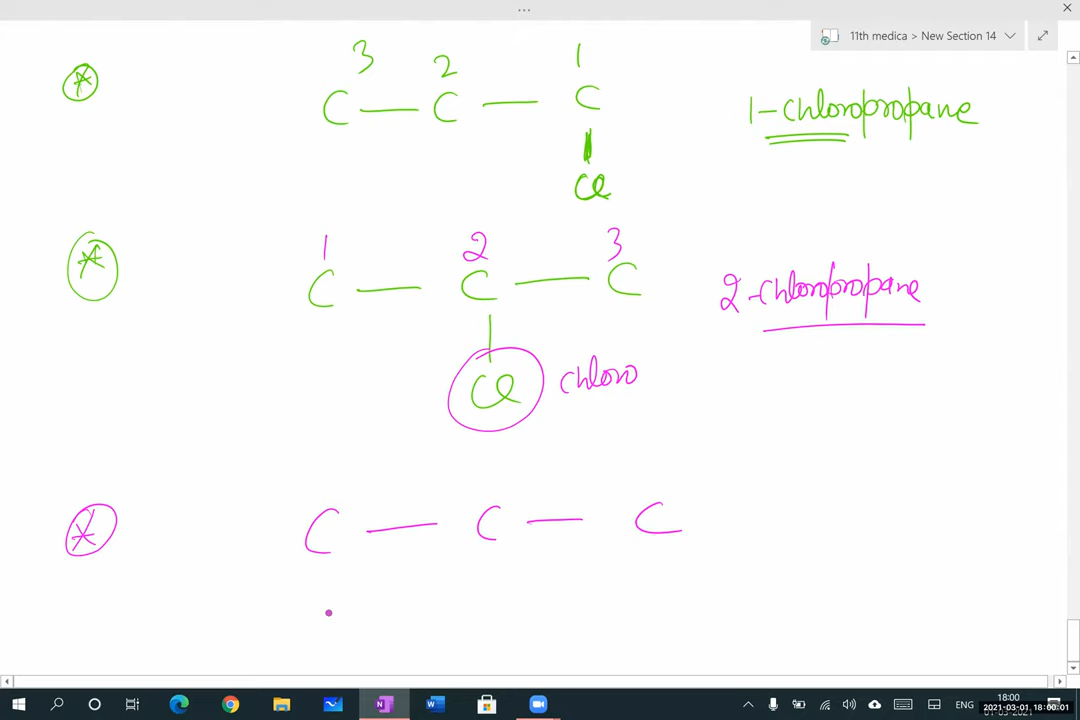 11th medica > New Section 14
3 2 1
C — C — C
Cl
1-chloropropane
1 2 3
C — C — C
Cl chloro
2-chloropropane
C — C — C
ENG
18:00
2021-03-01 18:00:01